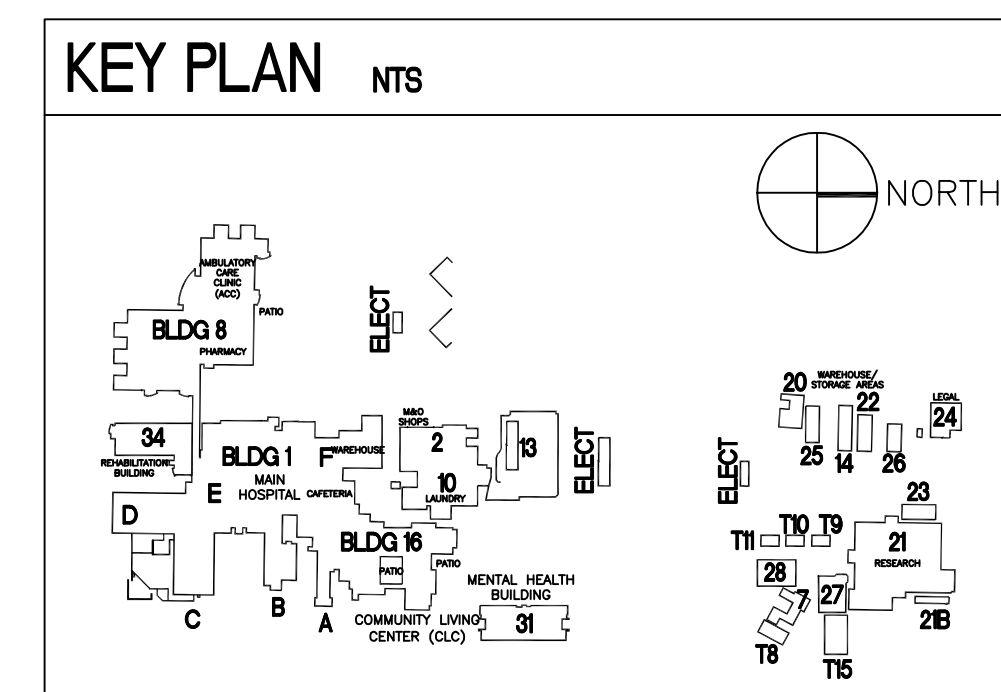 KEY PLAN NTS
NORTH
AMBULATORY
CARE
CLINIC
(ACC)
PATIO
BLDG 8
PHARMACY
ELECT
34
REHABILITATION
BUILDING
BLDG 1
MAIN
HOSPITAL
CAFETERIA
F
WAREHOUSE
E
D
C
B
A
M&O
SHOPS
2
10
LAUNDRY
13
ELECT
BLDG 16
PATIO
PATIO
COMMUNITY LIVING
CENTER (CLC)
MENTAL HEALTH
BUILDING
31
20
WAREHOUSE/
STORAGE AREAS
22
25
14
26
LEGAL
24
ELECT
23
T11
T10
T9
21
RESEARCH
28
7
27
21B
T8
T15